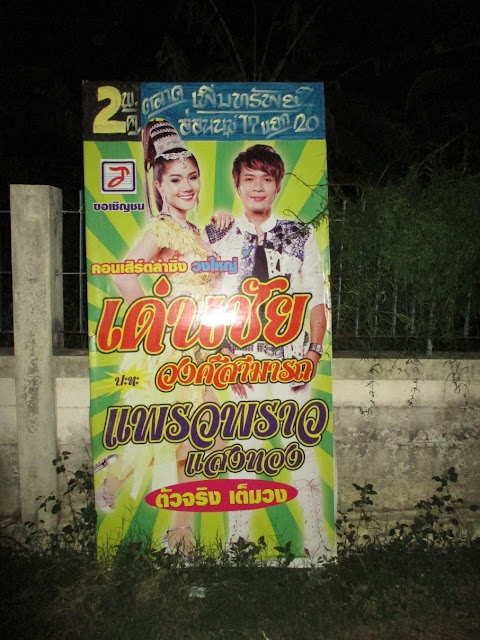 2 พ.ค. ตลาด เพิ่มทรัพย์
อ่อนนุช 17 แยก 20
ขอเชิญชม
คอนเสิร์ตลำซิ่ง วงใหญ่
เด่นชัย
วงศ์สามารถ
ปะทะ
แพรวพราว
แสงทอง
ตัวจริง เต็มวง